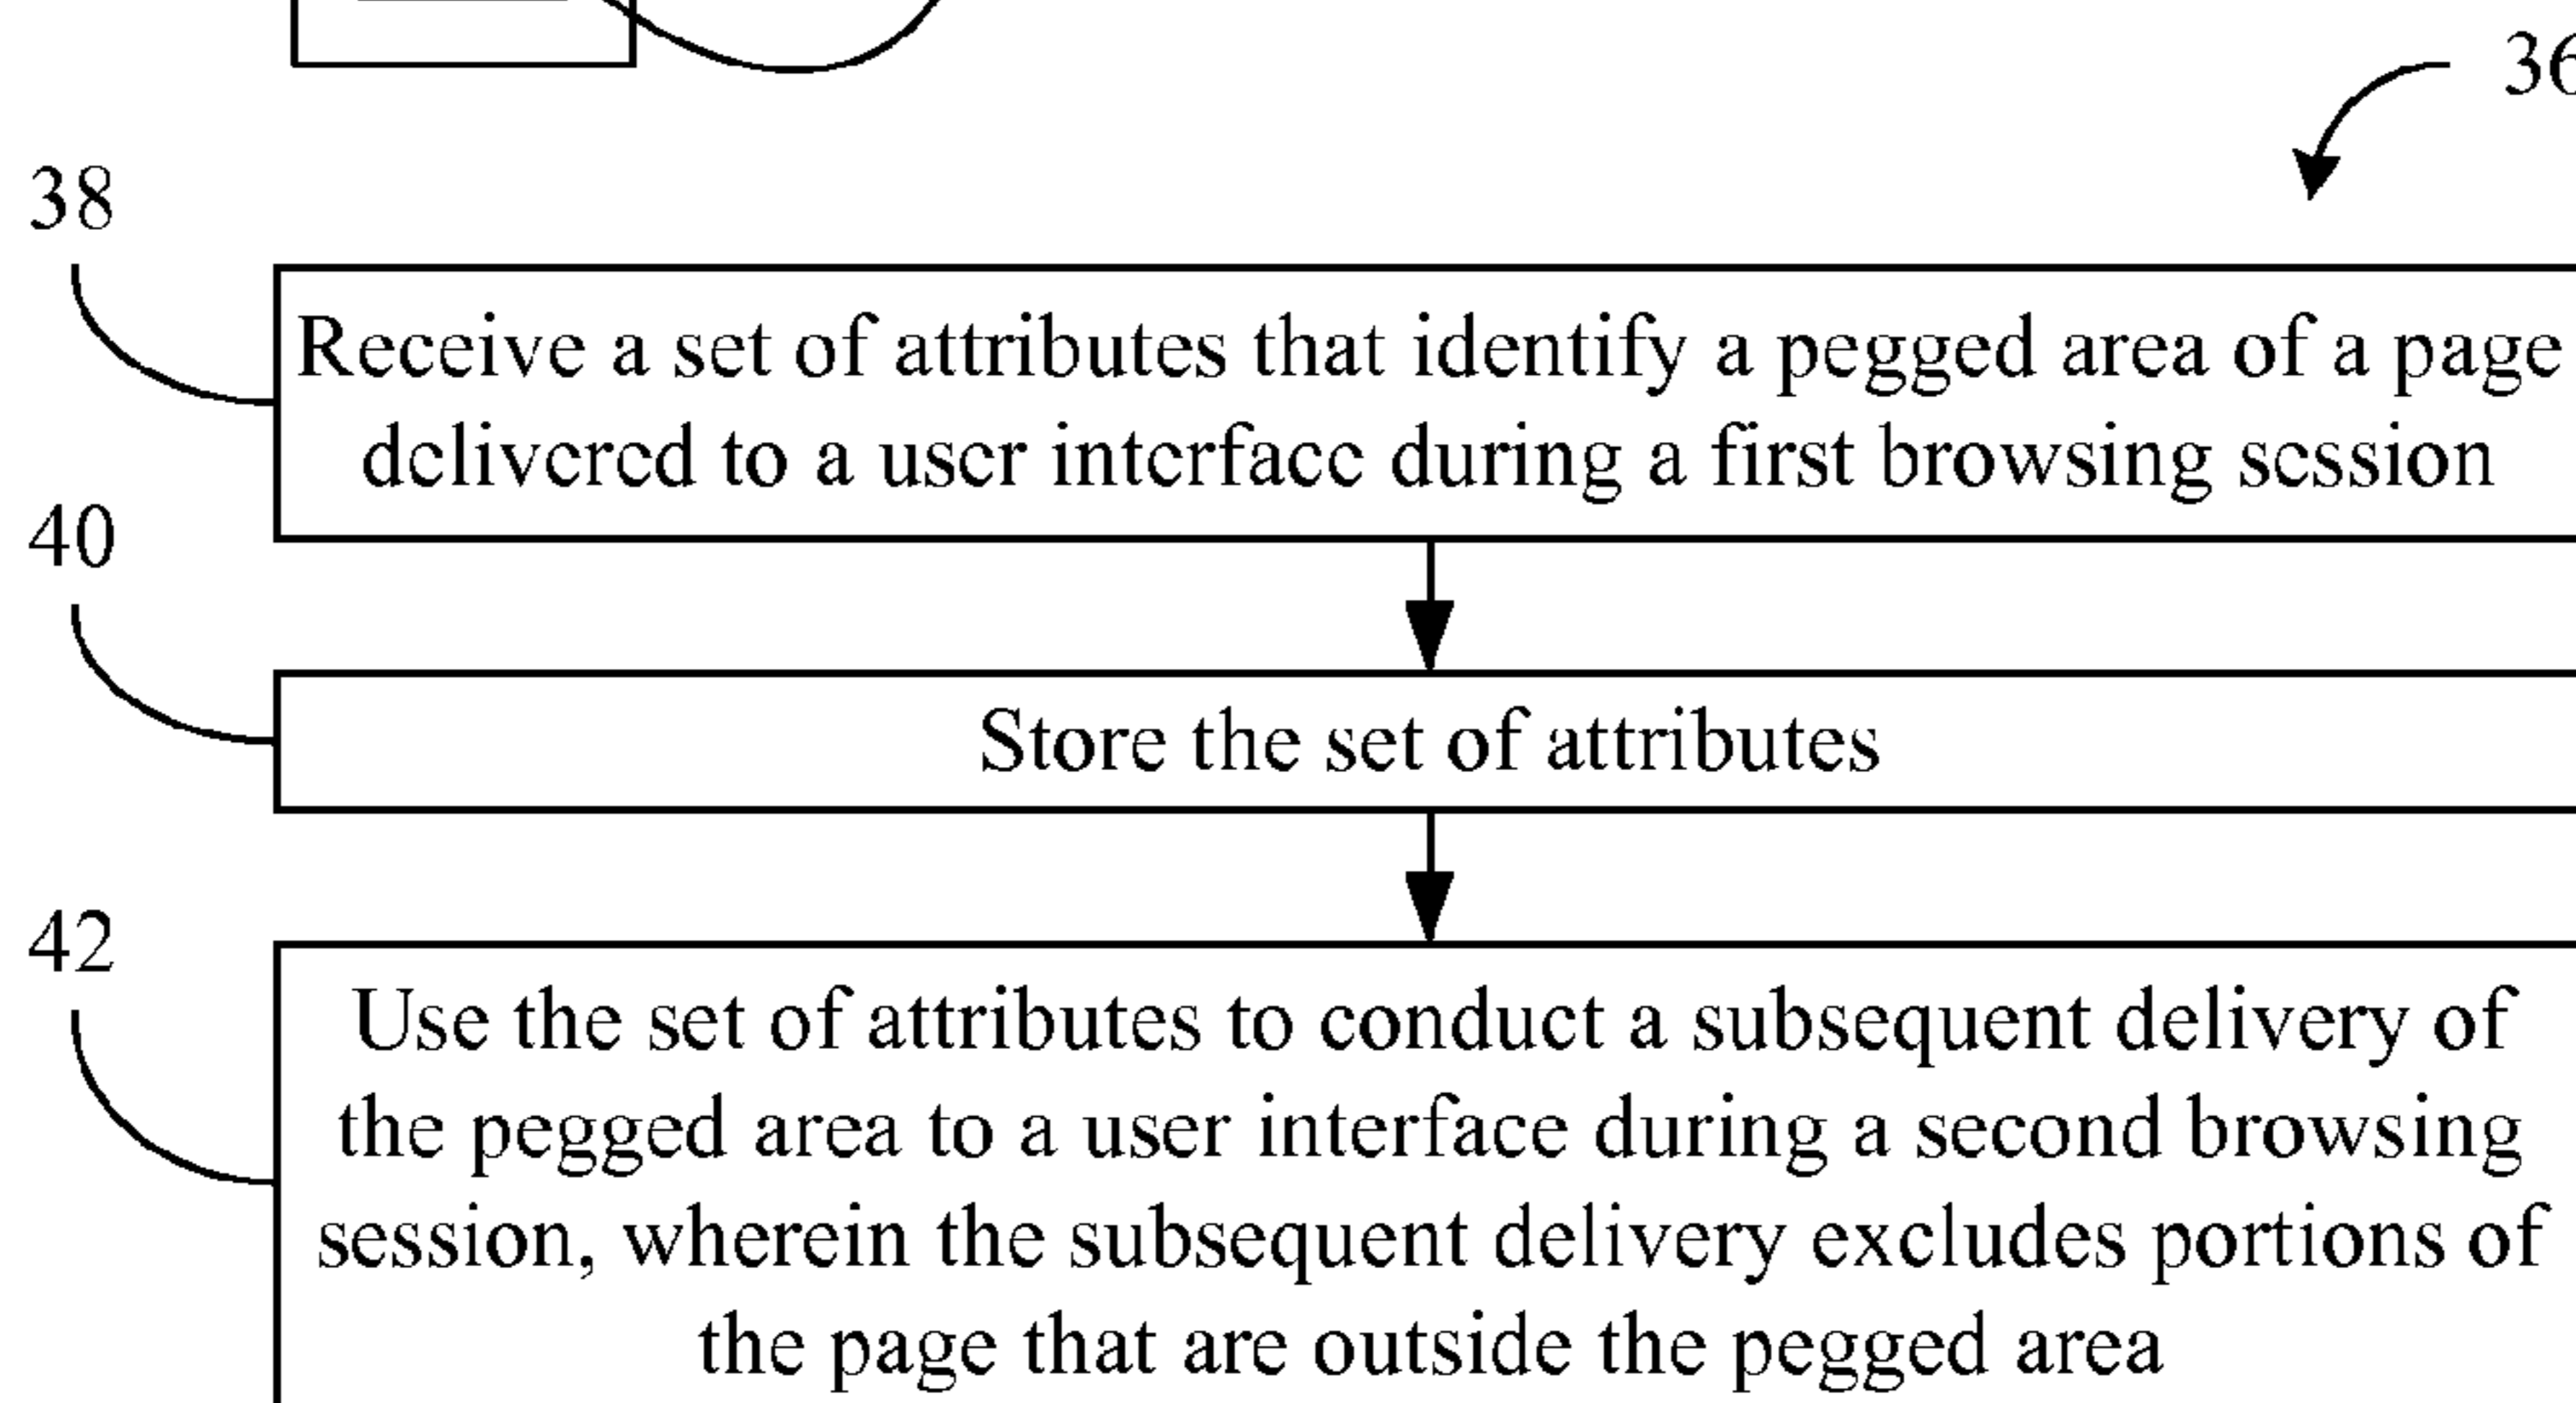 36
38
Receive a set of attributes that identify a pegged area of a page
delivered to a user interface during a first browsing session
40
Store the set of attributes
42
Use the set of attributes to conduct a subsequent delivery of
the pegged area to a user interface during a second browsing
session, wherein the subsequent delivery excludes portions of
the page that are outside the pegged area